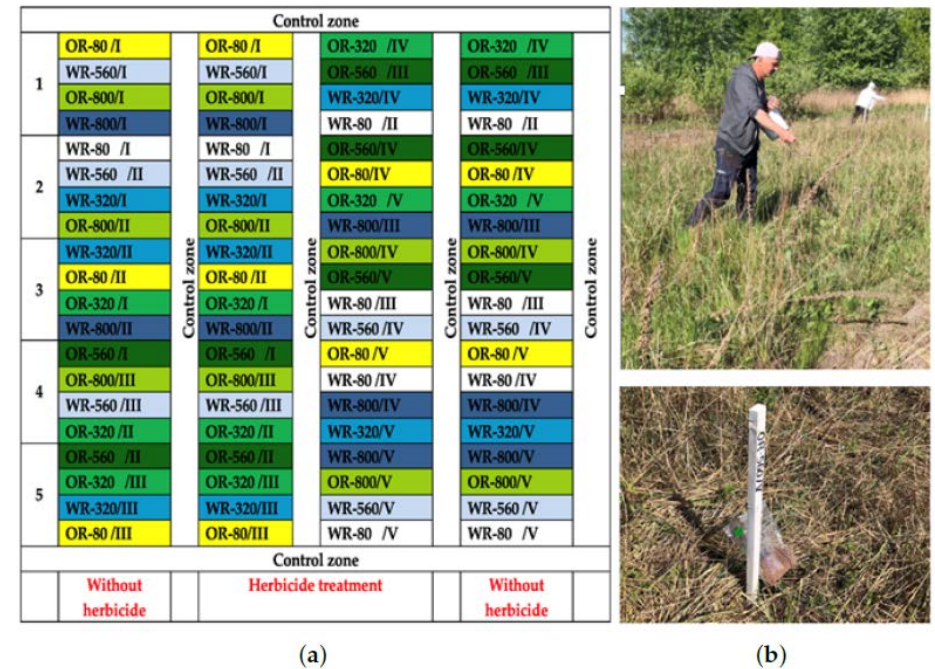 Control zone
1
OR-80 /I OR-80 /I OR-320 /IV OR-320 /IV
WR-560/I WR-560/I OR-560 /III OR-560 /III
OR-800/I OR-800/I WR-320/IV WR-320/IV
WR-800/I WR-800/I WR-80 /II WR-80 /II
2
WR-80 /I WR-80 /I OR-560/IV OR-560/IV
WR-560 /II WR-560 /II OR-80/IV OR-80 /IV
WR-320/I WR-320/I OR-320 /V OR-320 /V
OR-800/II OR-800/II WR-800/III WR-800/III
3
WR-320/II WR-320/II OR-800/IV OR-800/IV
OR-80 /II OR-80 /II OR-560/V OR-560/V
OR-320 /I OR-320 /I WR-80 /III WR-80 /III
WR-800/II WR-800/II WR-560 /IV WR-560 /IV
4
OR-560 /I OR-560 /I OR-80 /V OR-80 /V
OR-800/III OR-800/III WR-80 /IV WR-80 /IV
WR-560 /III WR-560 /III WR-800/IV WR-800/IV
OR-320 /II OR-320 /II WR-320/V WR-320/V
5
OR-560 /II OR-560 /II WR-800/V WR-800/V
OR-320 /III OR-320 /III OR-800/V OR-800/V
WR-320/III WR-320/III WR-560/V WR-560 /V
OR-80 /III OR-80/III WR-80 /V WR-80 /V
Control zone
Control zone
Control zone
Control zone
Control zone
Without
herbicide
Herbicide treatment
Without
herbicide
(a)
(b)